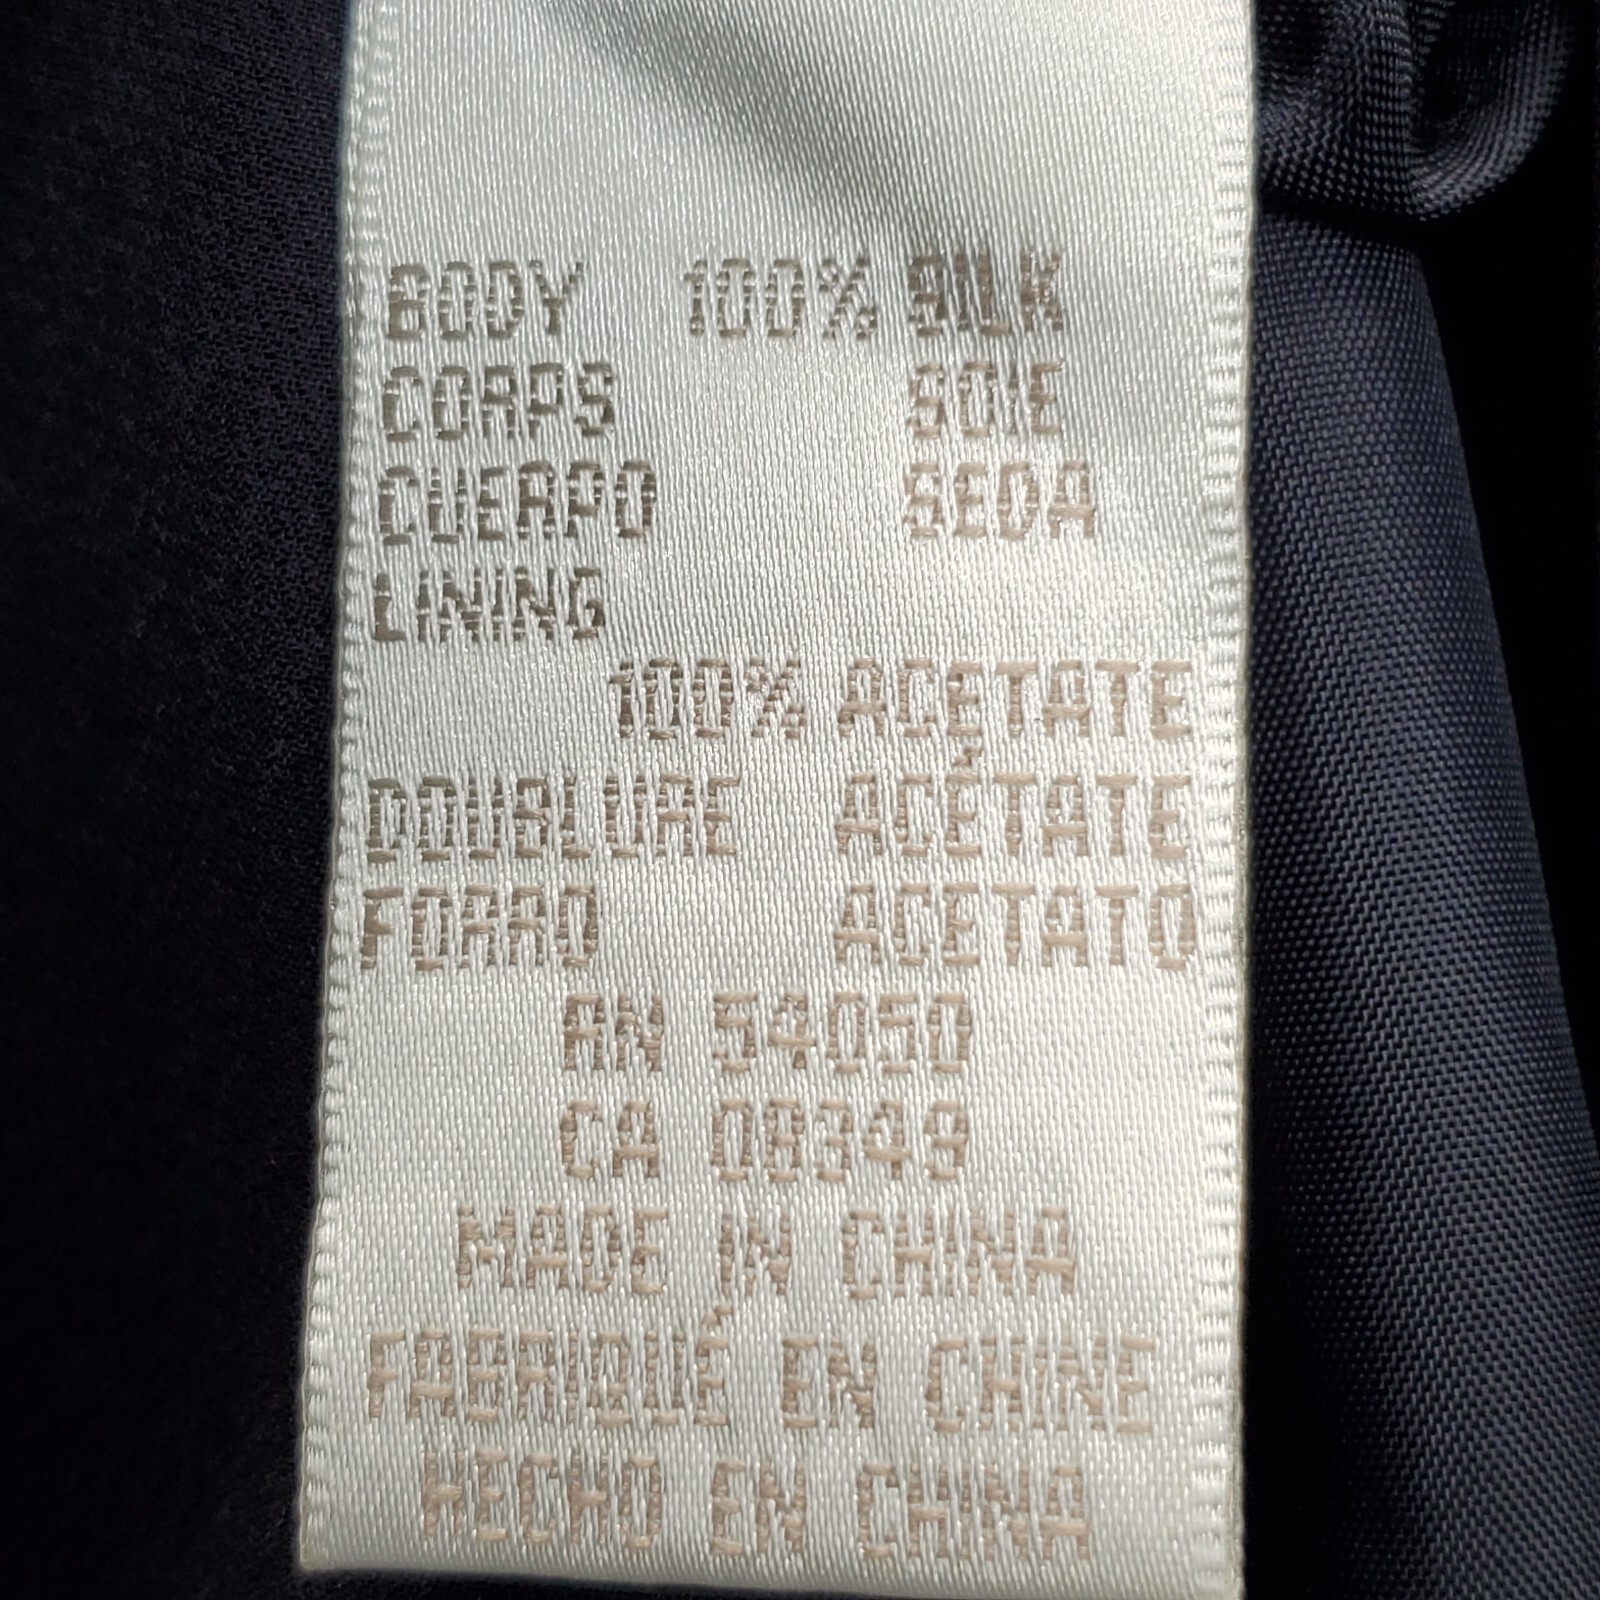 BODY 100% SILK
CORPS SOIE
CUERPO SEDA
LINING
100% ACETATE
DOUBLURE ACÉTATE
FORRO ACETATO
RN 54050
CA 08349
MADE IN CHINA
FABRIQUÉ EN CHINE
HECHO EN CHINA